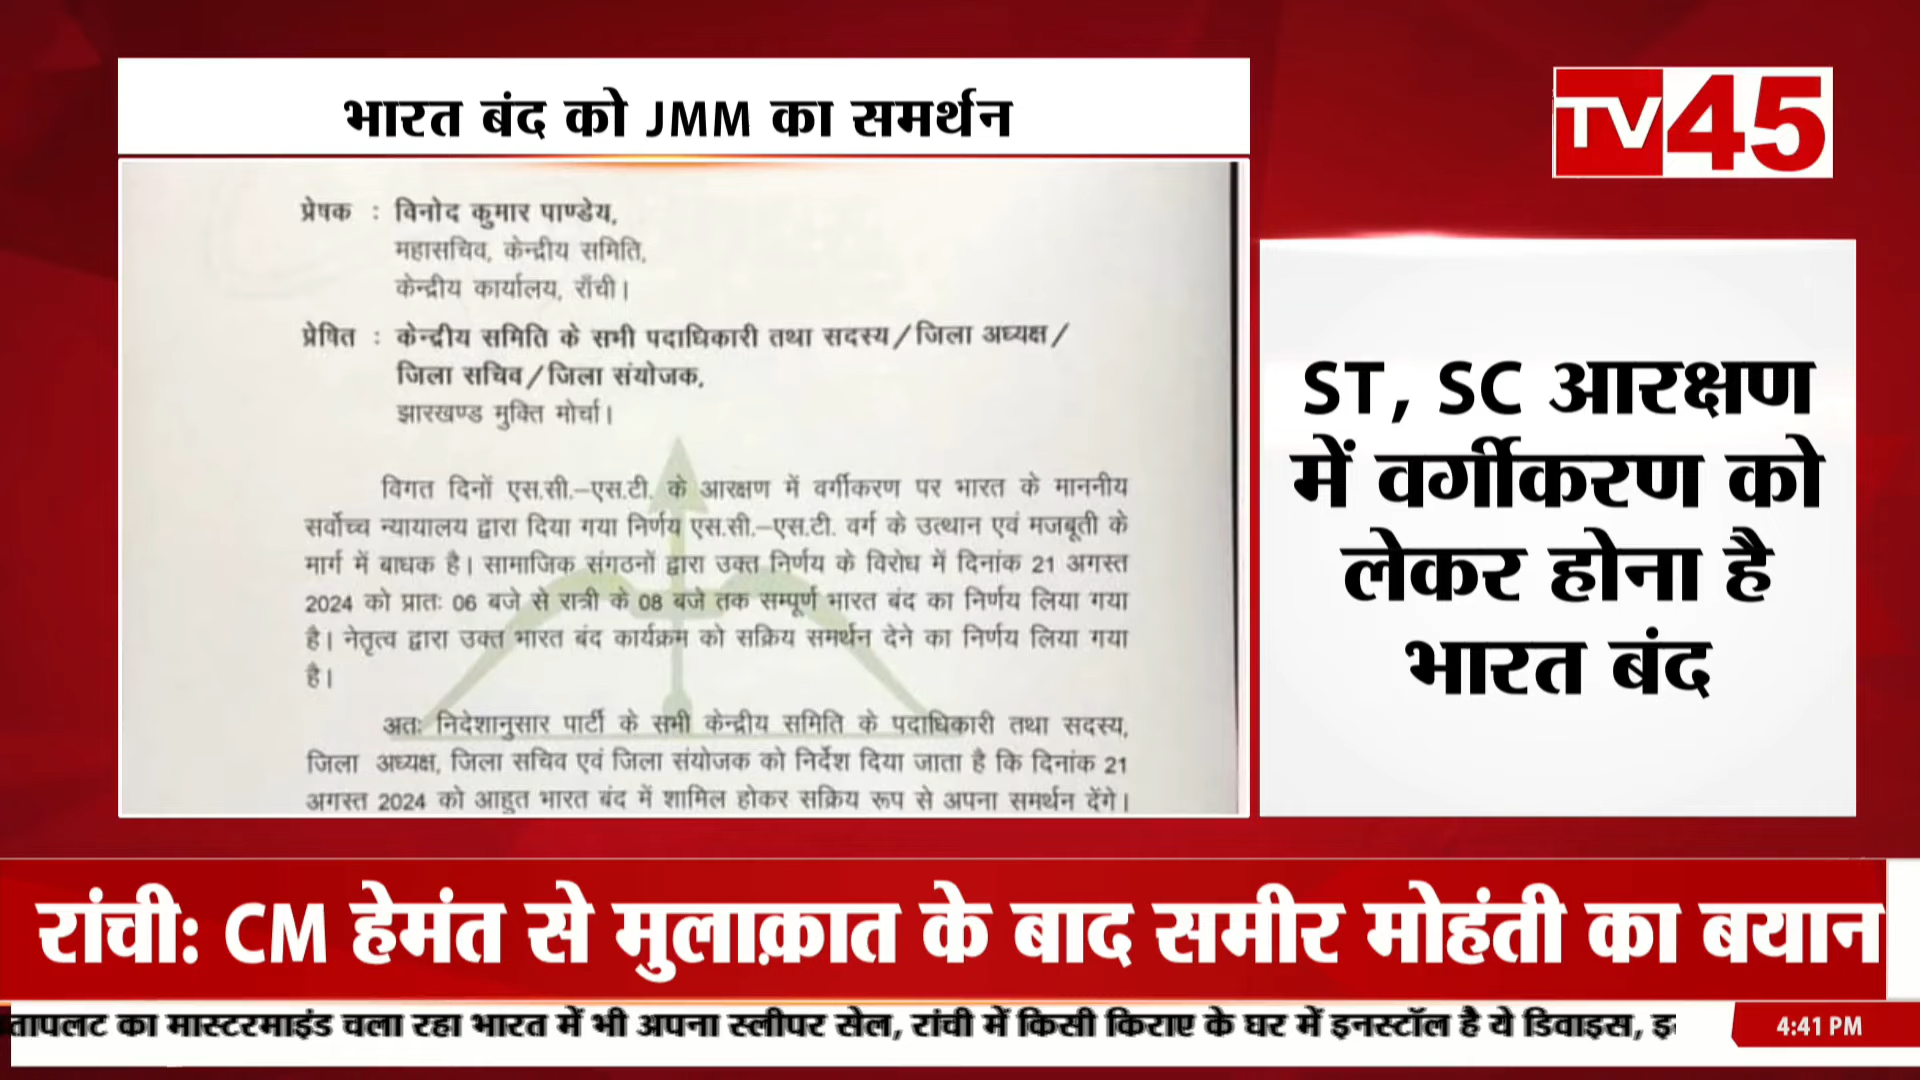 भारत बंद को JMM का समर्थन
TV45
प्रेषक : विनोद कुमार पाण्डेय,
महासचिव, केन्द्रीय समिति,
केन्द्रीय कार्यालय, राँची।
प्रेषित : केन्द्रीय समिति के सभी पदाधिकारी तथा सदस्य/जिला अध्यक्ष/
जिला सचिव/जिला संयोजक,
झारखण्ड मुक्ति मोर्चा।
विगत दिनों एस.सी.–एस.टी. के आरक्षण में वर्गीकरण पर भारत के माननीय
सर्वोच्च न्यायालय द्वारा दिया गया निर्णय एस.सी.–एस.टी. वर्ग के उत्थान एवं मजबूती के
मार्ग में बाधक है। सामाजिक संगठनों द्वारा उक्त निर्णय के विरोध में दिनांक 21 अगस्त
2024 को प्रातः 06 बजे से रात्री के 08 बजे तक सम्पूर्ण भारत बंद का निर्णय लिया गया
है। नेतृत्व द्वारा उक्त भारत बंद कार्यक्रम को सक्रिय समर्थन देने का निर्णय लिया गया
है।
अतः निदेशानुसार पार्टी के सभी केन्द्रीय समिति के पदाधिकारी तथा सदस्य,
जिला अध्यक्ष, जिला सचिव एवं जिला संयोजक को निर्देश दिया जाता है कि दिनांक 21
अगस्त 2024 को आहुत भारत बंद में शामिल होकर सक्रिय रूप से अपना समर्थन देंगे।
ST, SC आरक्षण
में वर्गीकरण को
लेकर होना है
भारत बंद
रांची: CM हेमंत से मुलाक़ात के बाद समीर मोहंती का बयान
का मास्टरमाइंड चला रहा भारत में भी अपना स्लीपर सेल, रांची में किसी किराए के घर में इनस्टॉल है ये डिवाइस,
4:41 PM